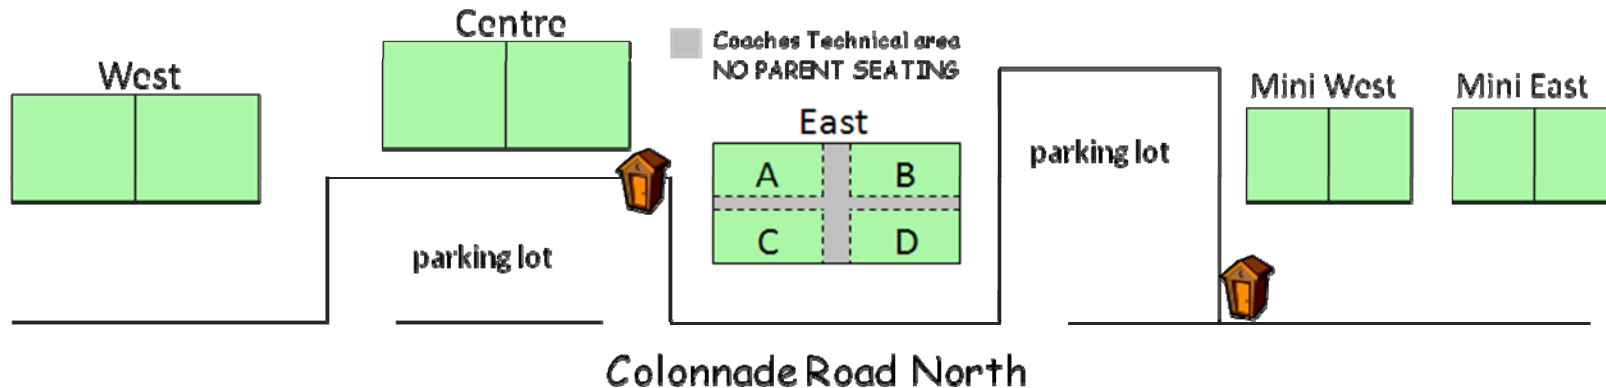 Centre
Coaches Technical area
NO PARENT SEATING
West
Mini West
Mini East
East
A
B
C
D
parking lot
parking lot
Colonnade Road North